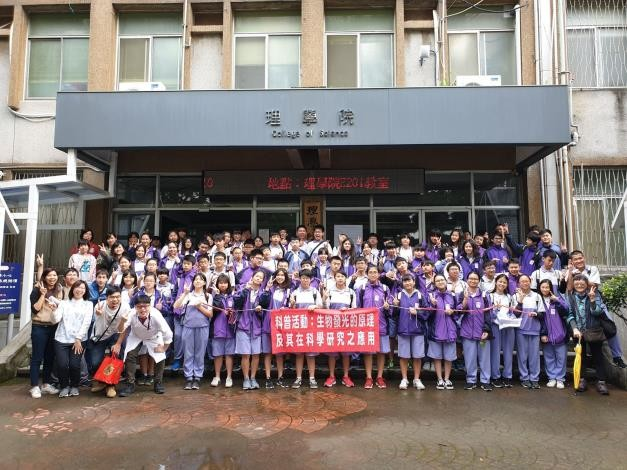 理學院
College of Science
地點：理學院E201教室
科普活動：生物發光的原理
及其在科學研究之應用